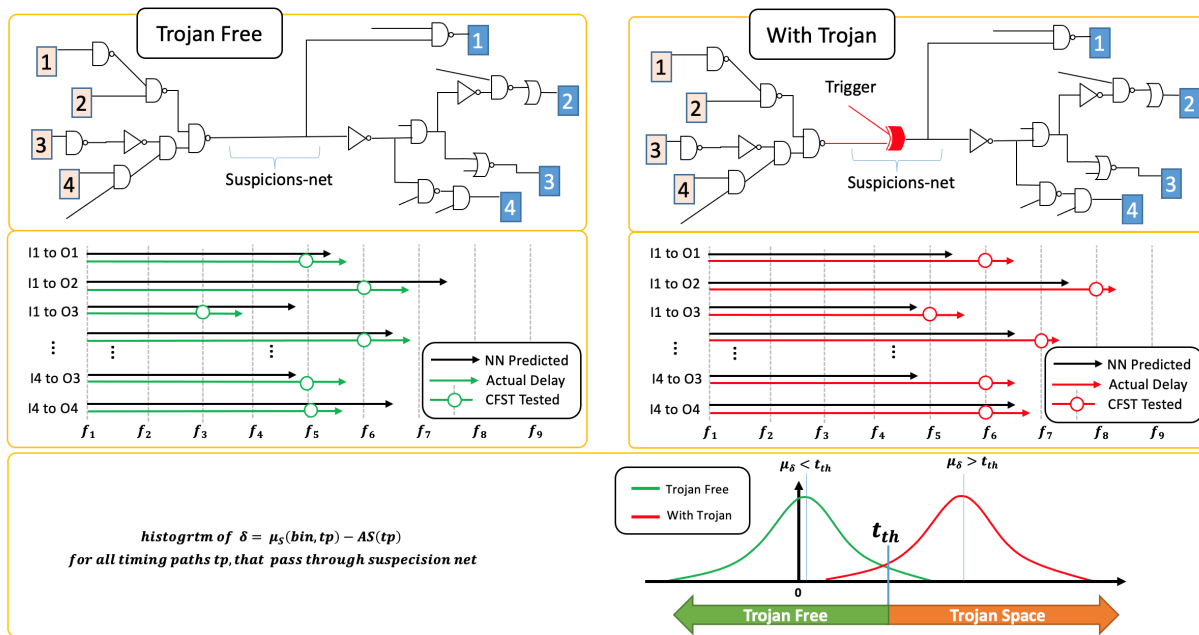 Trojan Free
1
2
3
4
Suspicions-net
1
2
3
4
With Trojan
Trigger
1
2
3
4
Suspicions-net
1
2
3
4
I1 to O1
I1 to O2
I1 to O3
⋮ ⋮ ⋮
I4 to O3
I4 to O4
NN Predicted
Actual Delay
CFST Tested
f1 f2 f3 f4 f5 f6 f7 f8 f9
I1 to O1
I1 to O2
I1 to O3
⋮ ⋮ ⋮
I4 to O3
I4 to O4
NN Predicted
Actual Delay
CFST Tested
f1 f2 f3 f4 f5 f6 f7 f8 f9
histogrtm of δ = μS(bin, tp) − AS(tp)
for all timing paths tp, that pass through suspecision net
Trojan Free
With Trojan
μδ < tth
μδ > tth
tth
0
Trojan Free
Trojan Space